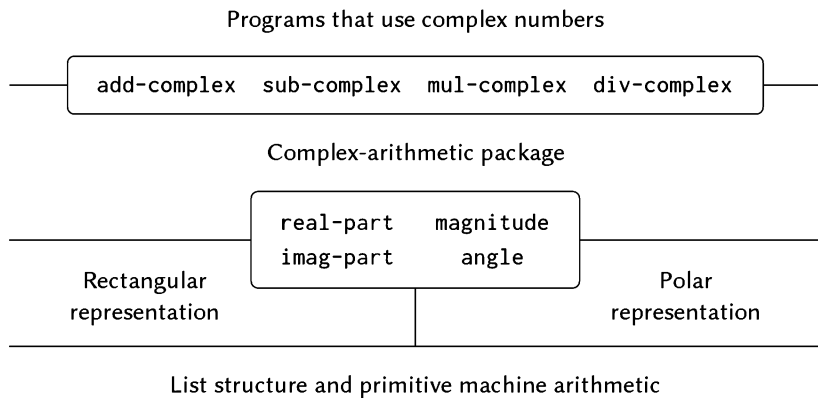 Programs that use complex numbers
add-complex sub-complex mul-complex div-complex
Complex-arithmetic package
real-part magnitude
imag-part angle
Rectangular
representation
Polar
representation
List structure and primitive machine arithmetic